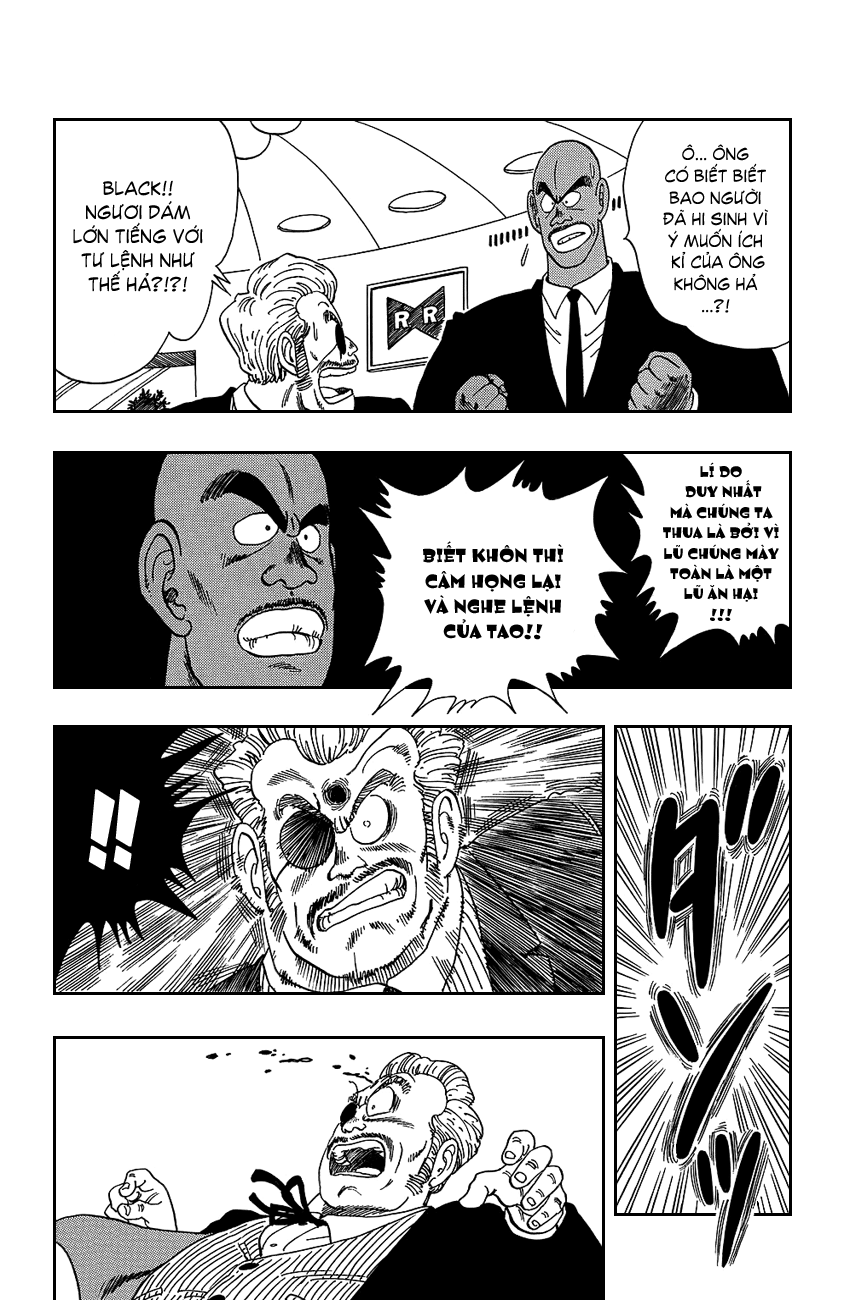 Ô... ÔNG
CÓ BIẾT BIẾT
BAO NGƯỜI
ĐÃ HI SINH VÌ
Ý MUỐN ÍCH
KỈ CỦA ÔNG
KHÔNG HẢ
...?!
BLACK!!
NGƯƠI DÁM
LỚN TIẾNG VỚI
TƯ LỆNH NHƯ
THẾ HẢ?!?!
R R
LÍ DO
DUY NHẤT
MÀ CHÚNG TA
THUA LÀ BỞI VÌ
LŨ CHÚNG MÀY
TOÀN LÀ MỘT
LŨ ĂN HẠI
!!!
BIẾT KHÔN THÌ
CÂM HỌNG LẠI
VÀ NGHE LỆNH
CỦA TAO!!
ダンッ
!!